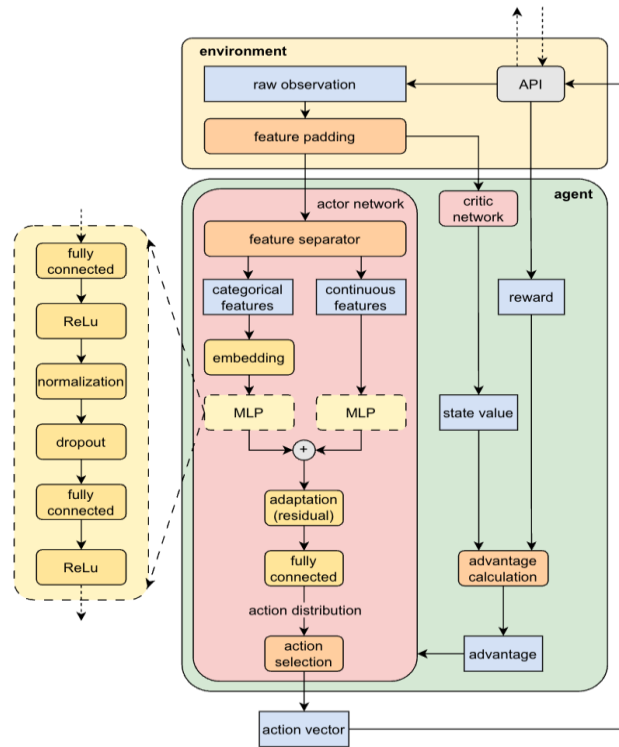 environment
raw observation
API
feature padding
agent
actor network
critic
network
feature separator
categorical
features
continuous
features
reward
embedding
MLP
MLP
state value
+
adaptation
(residual)
fully
connected
advantage
calculation
action distribution
action
selection
advantage
action vector
fully
connected
ReLu
normalization
dropout
fully
connected
ReLu